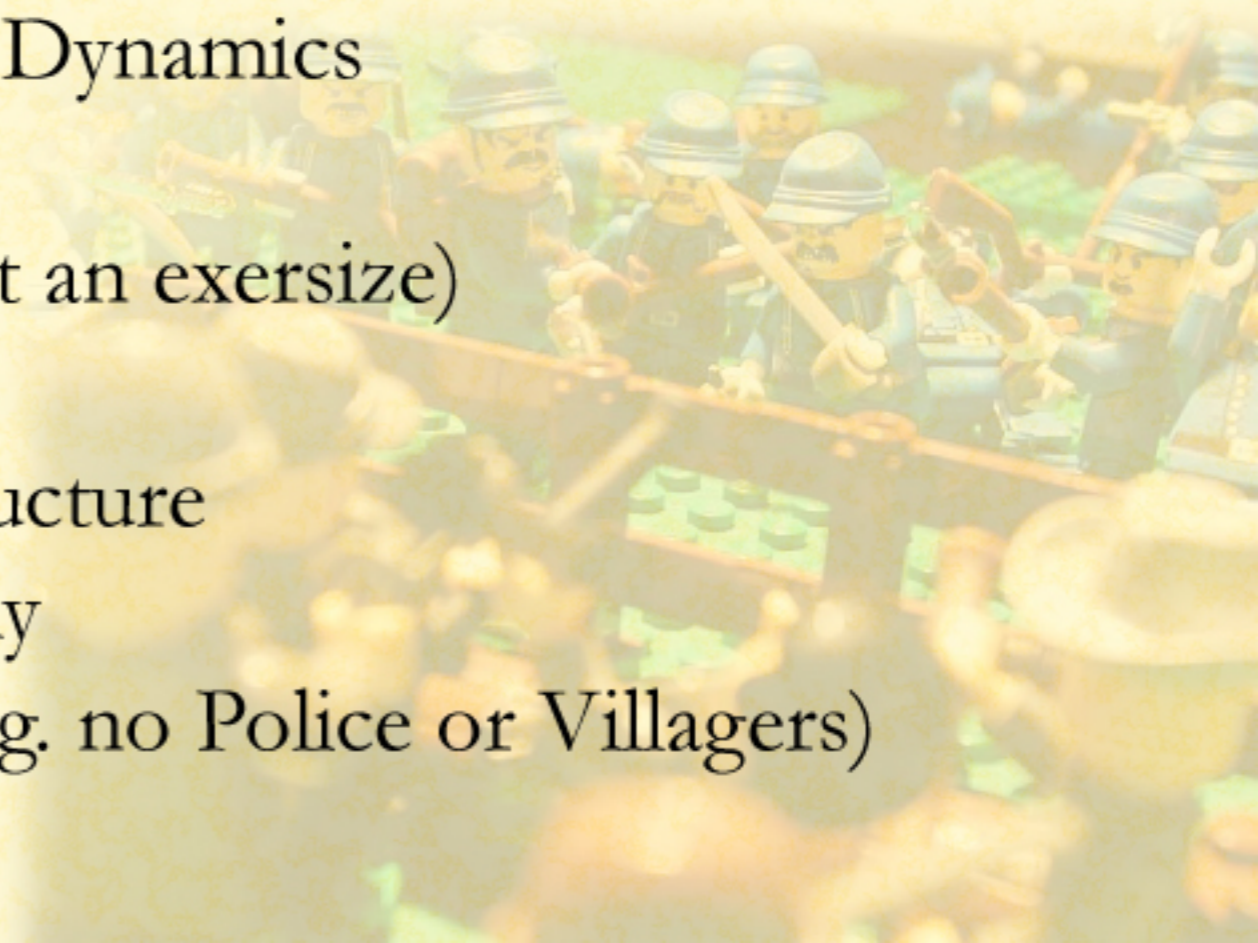 Dynamics
t an exersize)
ucture
y
g. no Police or Villagers)